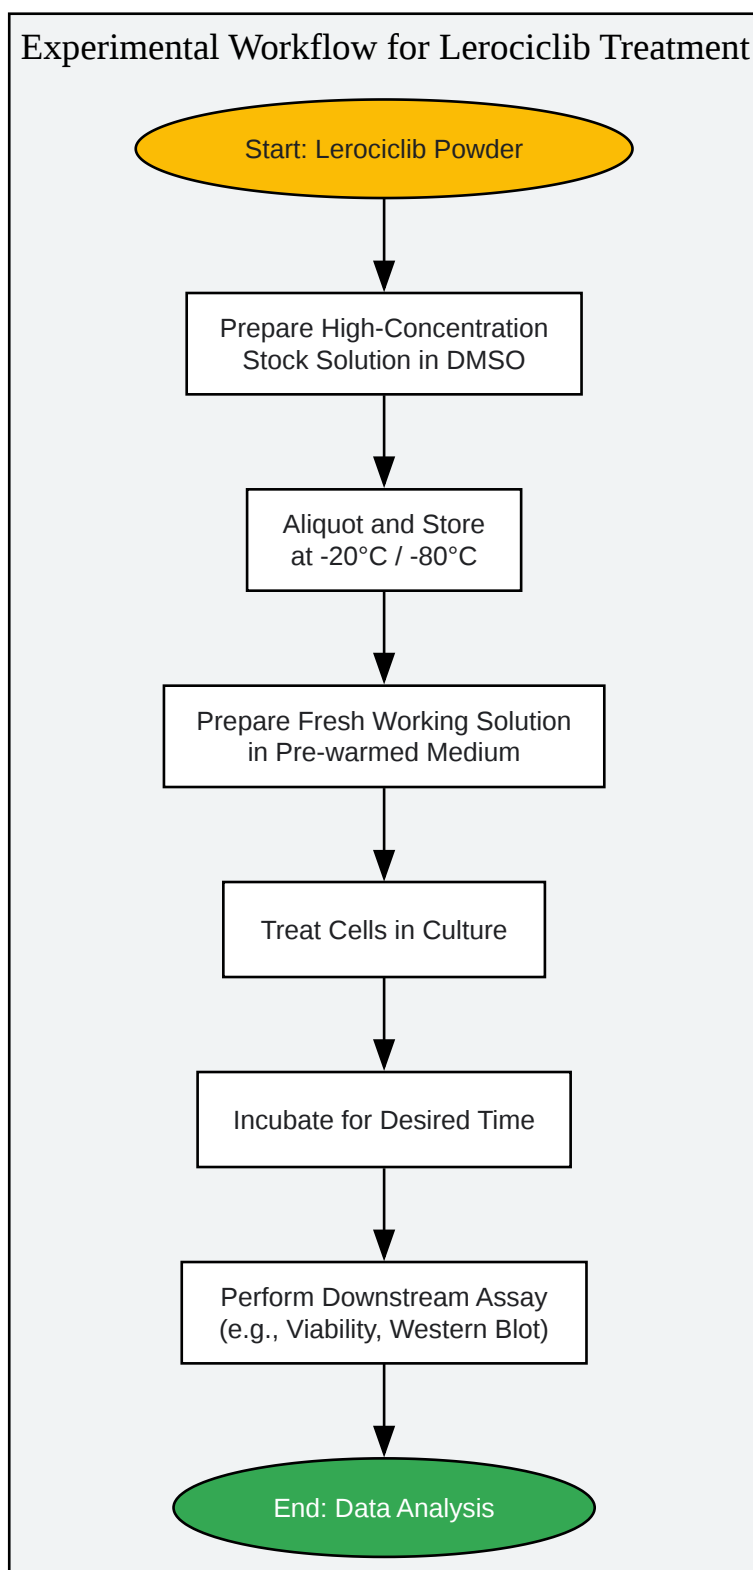 Experimental Workflow for Lerociclib Treatment
Start: Lerociclib Powder
Prepare High-Concentration
Stock Solution in DMSO
Aliquot and Store
at -20°C / -80°C
Prepare Fresh Working Solution
in Pre-warmed Medium
Treat Cells in Culture
Incubate for Desired Time
Perform Downstream Assay
(e.g., Viability, Western Blot)
End: Data Analysis